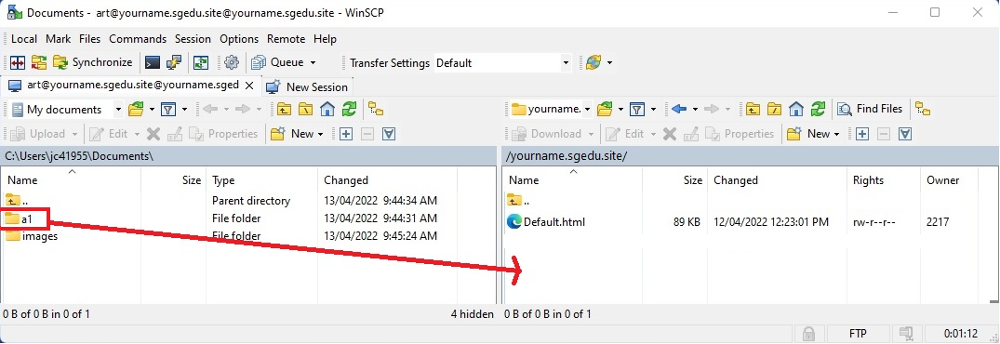 Documents - art@yourname.sgedu.site@yourname.sgedu.site - WinSCP
Local Mark Files Commands Session Options Remote Help
Synchronize Queue Transfer Settings Default
art@yourname.sgedu.site@yourname.sged × New Session
My documents yourname. Find Files
Upload Edit Properties New Download Edit Properties New
C:\Users\jc41955\Documents\ /yourname.sgedu.site/
Name Size Type Changed Name Size Changed Rights Owner
.. Parent directory 13/04/2022 9:44:34 AM ..
a1 File folder 13/04/2022 9:44:31 AM Default.html 89 KB 12/04/2022 12:23:01 PM rw-r--r-- 2217
images File folder 13/04/2022 9:45:24 AM
0 B of 0 B in 0 of 1 4 hidden 0 B of 0 B in 0 of 1
FTP 0:01:12